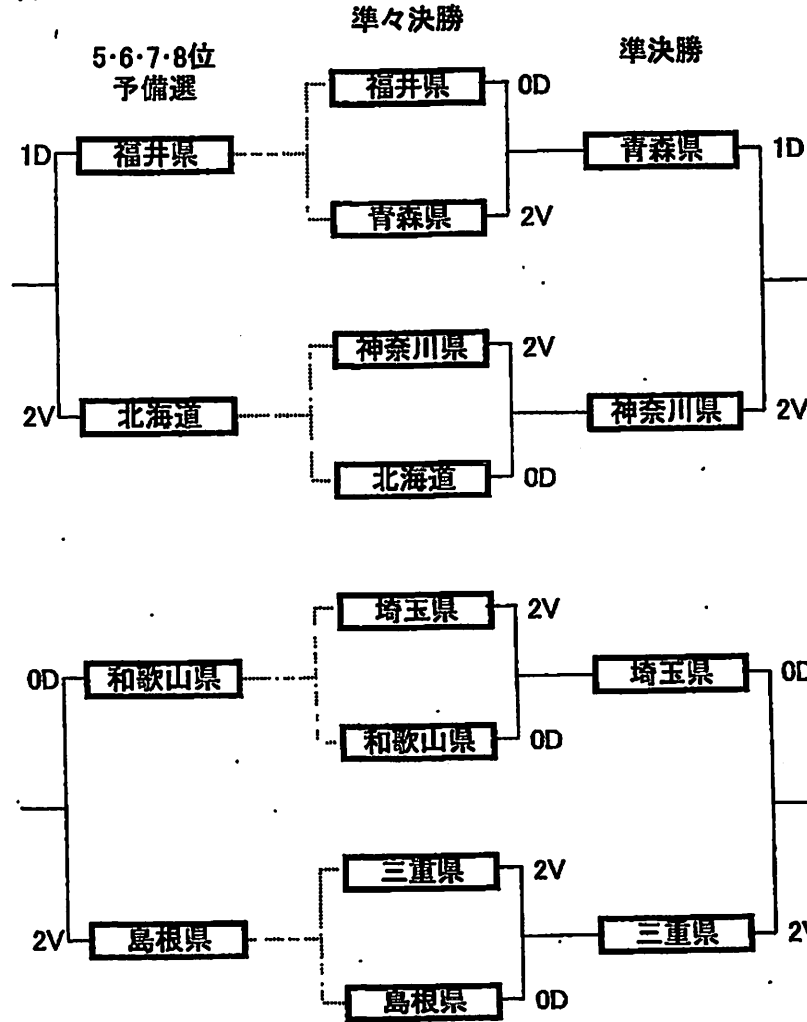 準々決勝
5・6・7・8位
予備選
準決勝
福井県 0D
1D 福井県
青森県 1D
青森県 2V
神奈川県 2V
2V 北海道
神奈川県 2V
北海道 0D
埼玉県 2V
0D 和歌山県
埼玉県 0D
和歌山県 0D
三重県 2V
2V 島根県
三重県 2V
島根県 0D